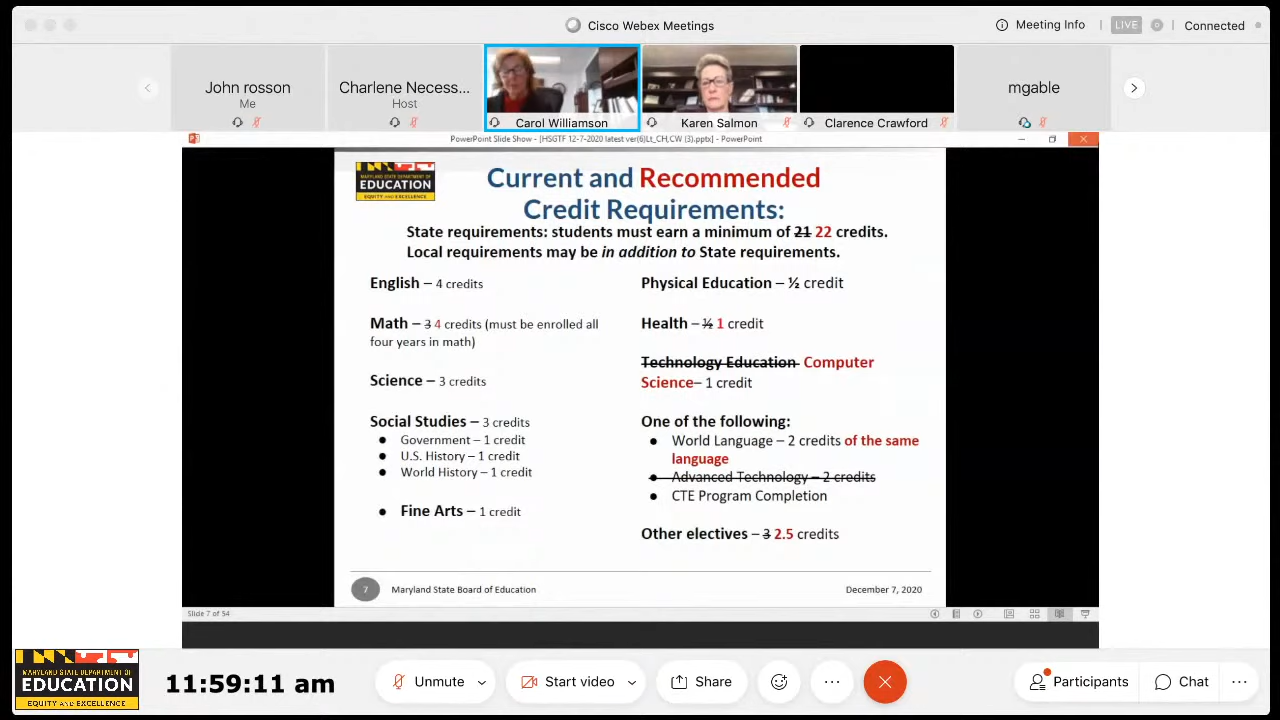 Cisco Webex Meetings
Meeting Info
LIVE
Connected
John rosson
Me
Charlene Necess...
Host
Carol Williamson
Karen Salmon
Clarence Crawford
mgable
PowerPoint Slide Show - [HSGTF 12-7-2020 latest ver(6)Lt_CH,CW (3).pptx] - PowerPoint
MARYLAND STATE DEPARTMENT OF
EDUCATION
EQUITY AND EXCELLENCE
Current and Recommended
Credit Requirements:
State requirements: students must earn a minimum of 21 22 credits.
Local requirements may be in addition to State requirements.
English – 4 credits
Math – 3 4 credits (must be enrolled all
four years in math)
Science – 3 credits
Social Studies – 3 credits
● Government – 1 credit
● U.S. History – 1 credit
● World History – 1 credit
● Fine Arts – 1 credit
Physical Education – ½ credit
Health – ½ 1 credit
Technology Education Computer
Science– 1 credit
One of the following:
● World Language – 2 credits of the same
language
● Advanced Technology – 2 credits
● CTE Program Completion
Other electives – 3 2.5 credits
7
Maryland State Board of Education
December 7, 2020
Slide 7 of 54
MARYLAND STATE DEPARTMENT OF
EDUCATION
EQUITY AND EXCELLENCE
11:59:11 am
Unmute
Start video
Share
Participants
Chat